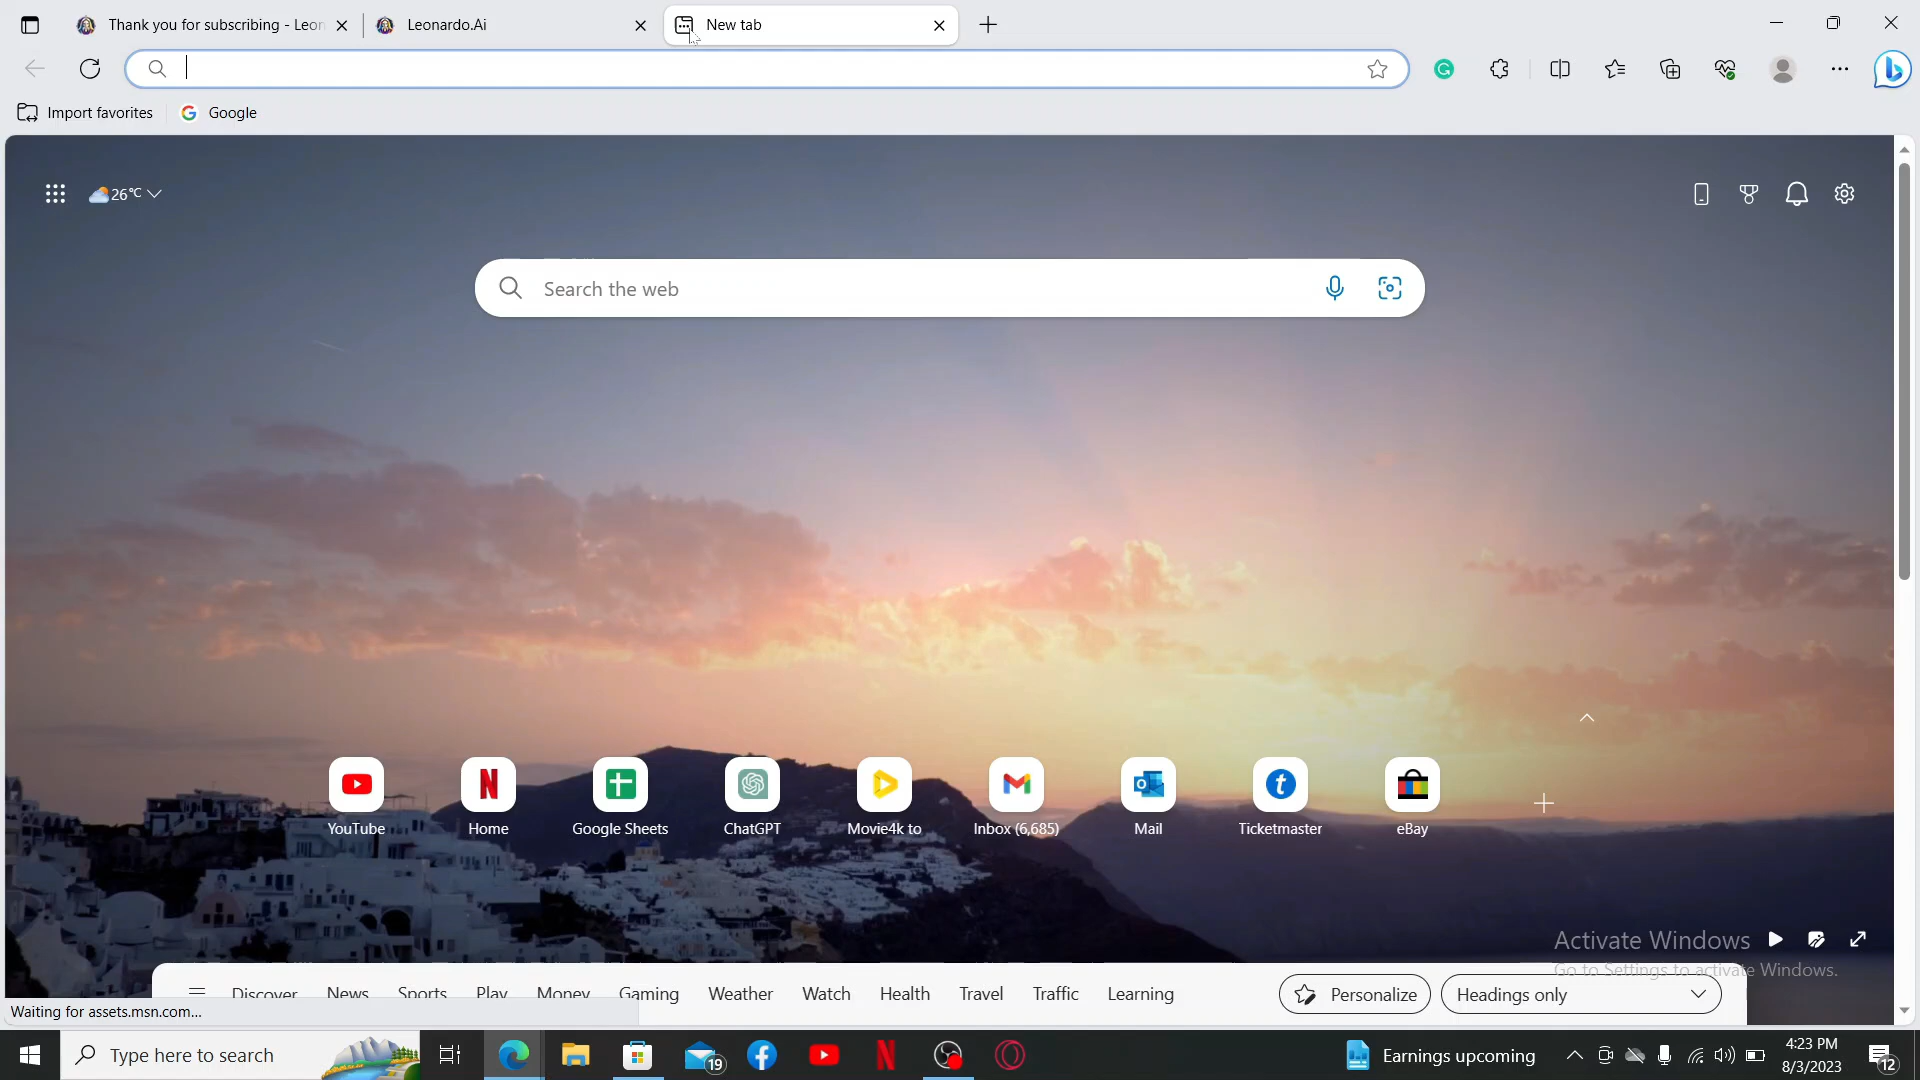 Thank you for subscribing - Leon
Leonardo.Ai
New tab
Import favorites
Google
26°C
Search the web
YouTube
Home
Google Sheets
ChatGPT
Movie4k to
Inbox (6,685)
Mail
Ticketmaster
eBay
Activate Windows
Go to Settings to activate Windows.
Discover News Sports Play Money Gaming Weather Watch Health Travel Traffic Learning
Personalize
Headings only
Waiting for assets.msn.com...
Type here to search
19
Earnings upcoming
4:23 PM
8/3/2023
12